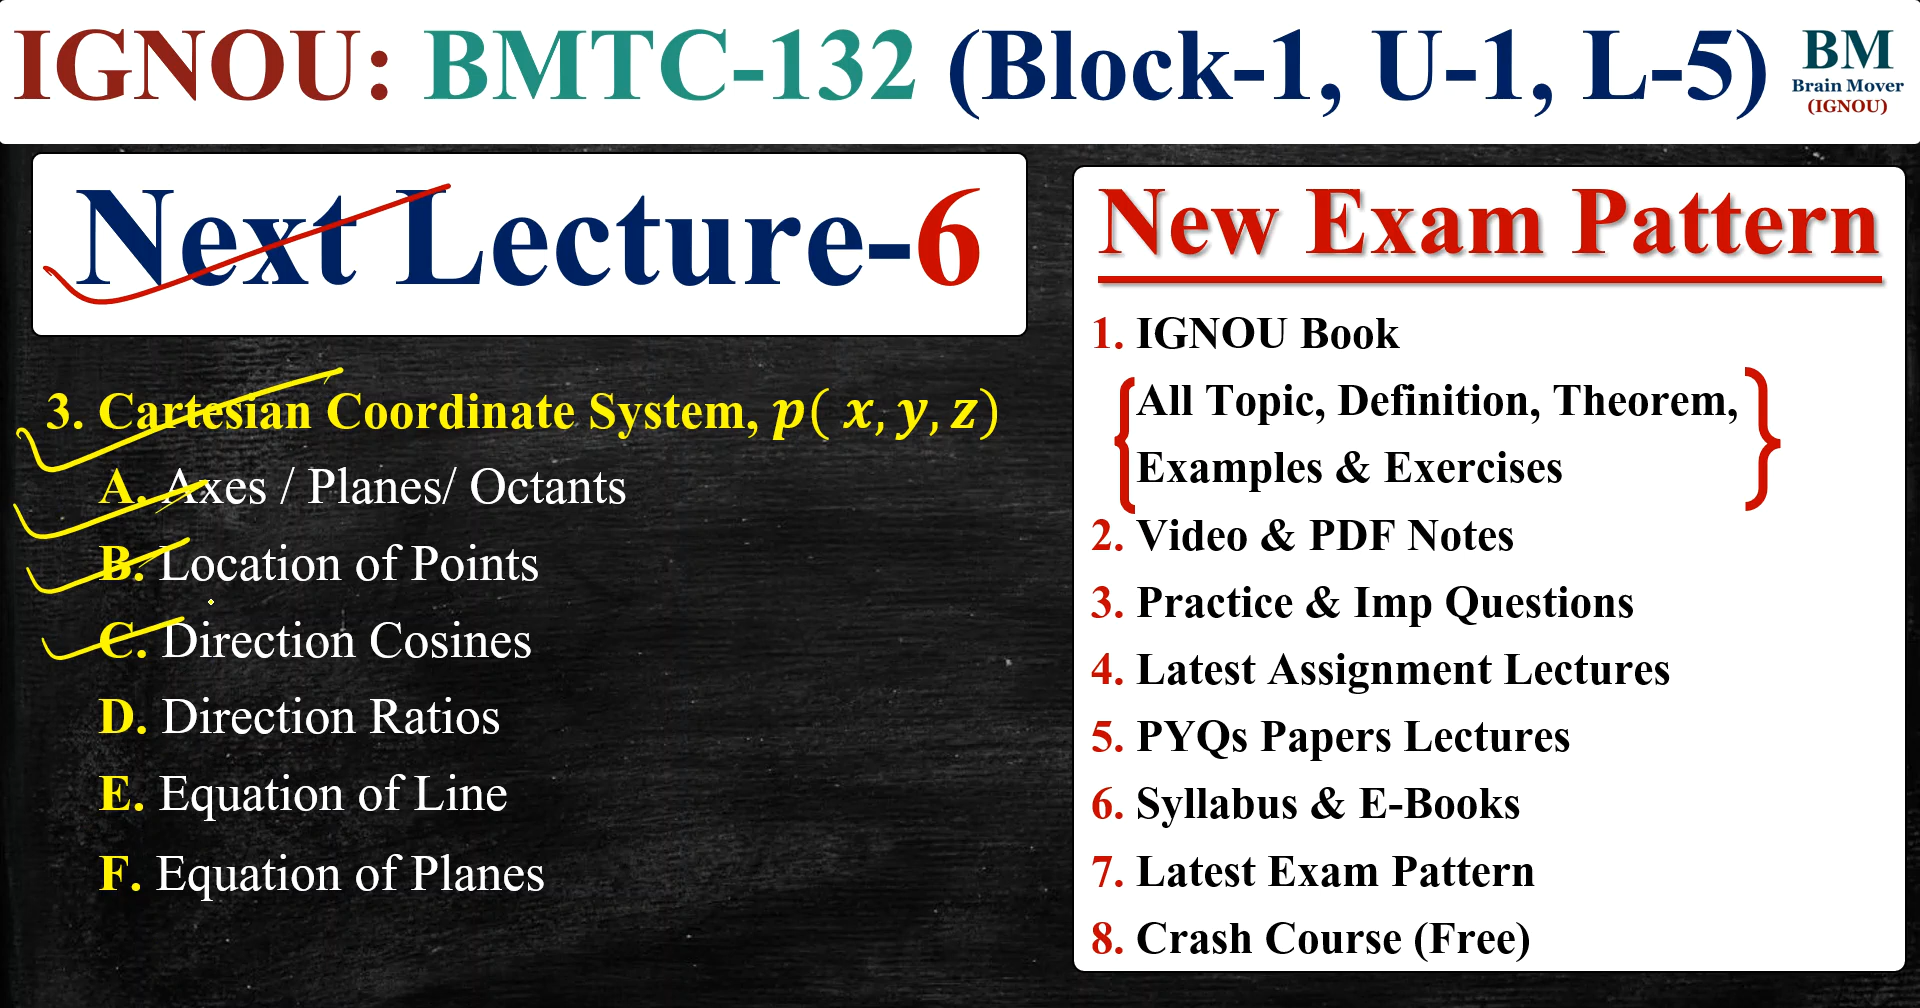 IGNOU: BMTC-132 (Block-1, U-1, L-5)
BM
Brain Mover
(IGNOU)
Next Lecture-6
3. Cartesian Coordinate System, p( x, y, z)
A. Axes / Planes/ Octants
B. Location of Points
C. Direction Cosines
D. Direction Ratios
E. Equation of Line
F. Equation of Planes
New Exam Pattern
1. IGNOU Book
{All Topic, Definition, Theorem,
Examples & Exercises}
2. Video & PDF Notes
3. Practice & Imp Questions
4. Latest Assignment Lectures
5. PYQs Papers Lectures
6. Syllabus & E-Books
7. Latest Exam Pattern
8. Crash Course (Free)